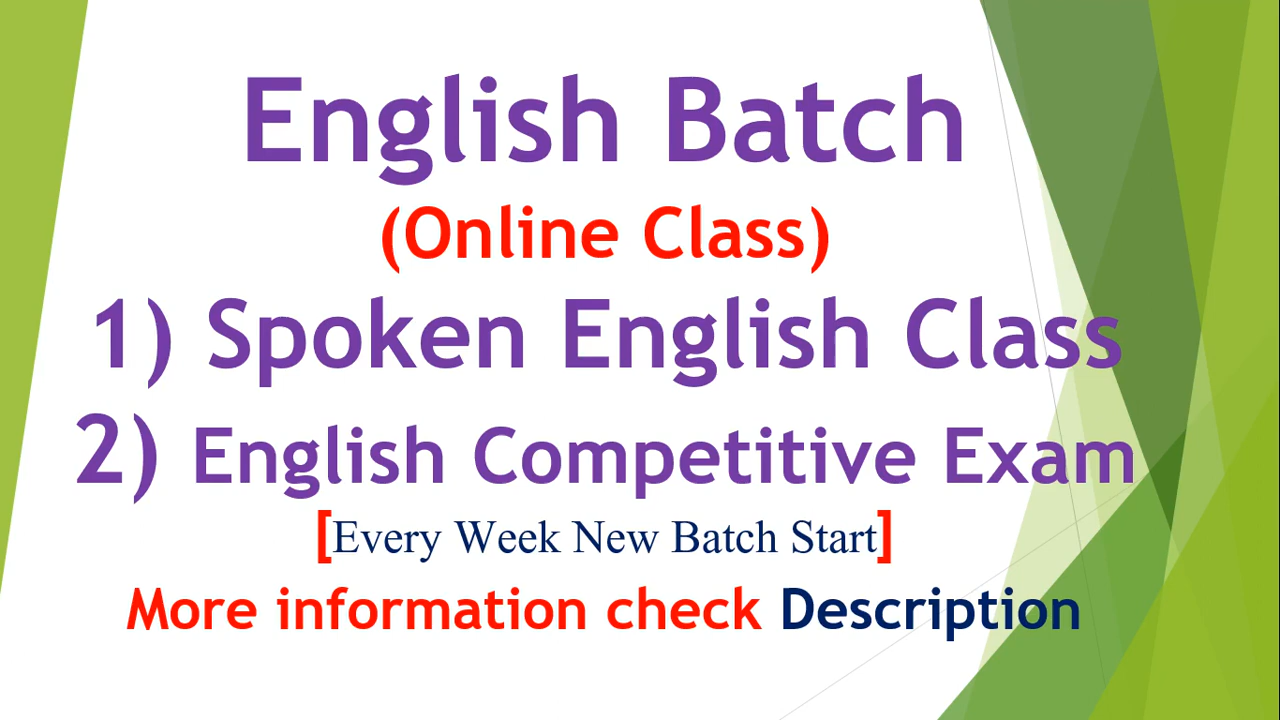 English Batch
(Online Class)
1) Spoken English Class
2) English Competitive Exam
[Every Week New Batch Start]
More information check Description